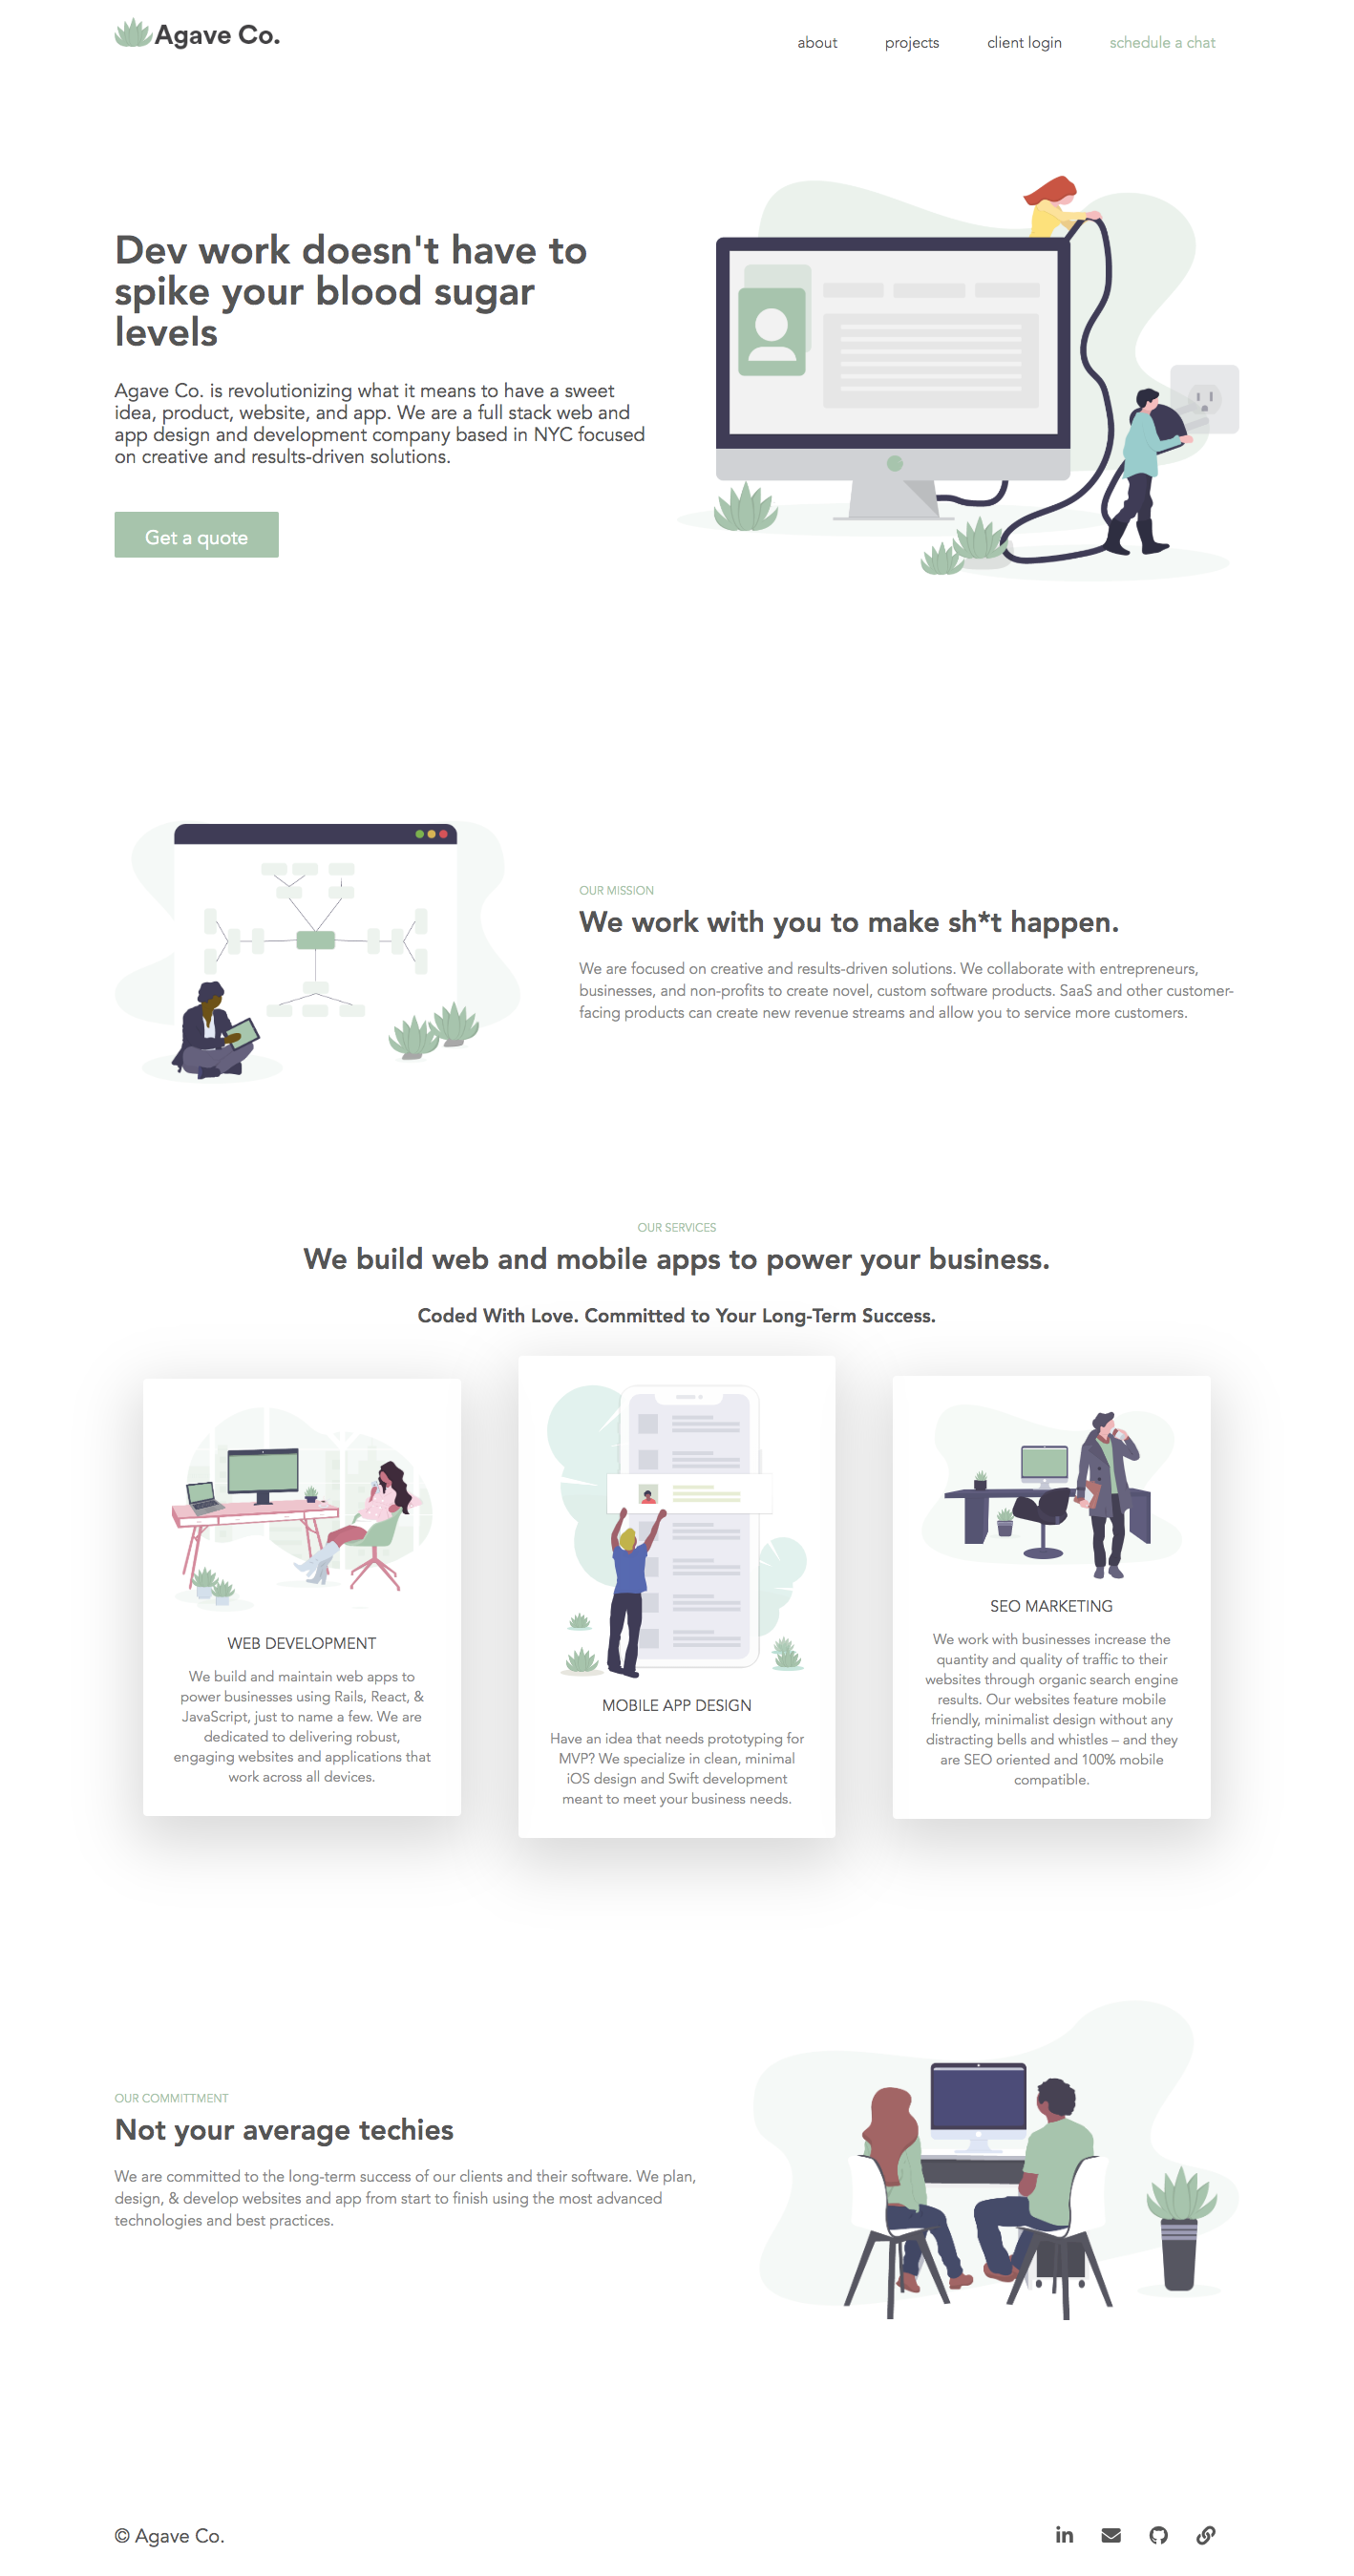 Agave Co.
about
projects
client login
schedule a chat
Dev work doesn't have to
spike your blood sugar
levels
Agave Co. is revolutionizing what it means to have a sweet
idea, product, website, and app. We are a full stack web and
app design and development company based in NYC focused
on creative and results-driven solutions.
Get a quote
OUR MISSION
We work with you to make sh*t happen.
We are focused on creative and results-driven solutions. We collaborate with entrepreneurs,
businesses, and non-profits to create novel, custom software products. SaaS and other customer-
facing products can create new revenue streams and allow you to service more customers.
OUR SERVICES
We build web and mobile apps to power your business.
Coded With Love. Committed to Your Long-Term Success.
WEB DEVELOPMENT
We build and maintain web apps to
power businesses using Rails, React, &
JavaScript, just to name a few. We are
dedicated to delivering robust,
engaging websites and applications that
work across all devices.
MOBILE APP DESIGN
Have an idea that needs prototyping for
MVP? We specialize in clean, minimal
iOS design and Swift development
meant to meet your business needs.
SEO MARKETING
We work with businesses increase the
quantity and quality of traffic to their
websites through organic search engine
results. Our websites feature mobile
friendly, minimalist design without any
distracting bells and whistles – and they
are SEO oriented and 100% mobile
compatible.
OUR COMMITTMENT
Not your average techies
We are committed to the long-term success of our clients and their software. We plan,
design, & develop websites and app from start to finish using the most advanced
technologies and best practices.
© Agave Co.